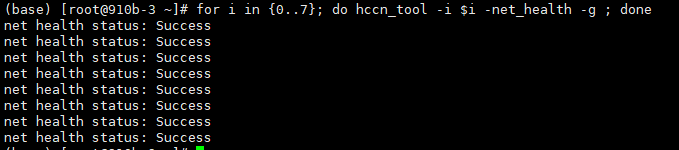 (base) [root@910b-3 ~]# for i in {0..7}; do hccn_tool -i $i -net_health -g ; done
net health status: Success
net health status: Success
net health status: Success
net health status: Success
net health status: Success
net health status: Success
net health status: Success
net health status: Success